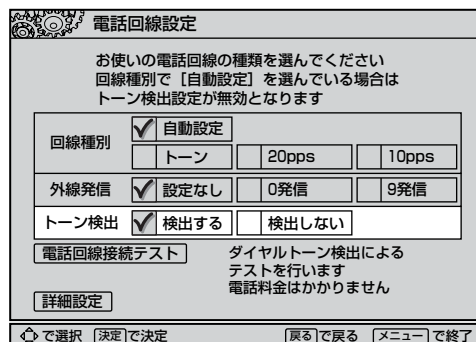 電話回線設定
お使いの電話回線の種類を選んでください
回線種別で［自動設定］を選んでいる場合は
トーン検出設定が無効となります
回線種別 自動設定
トーン 20pps 10pps
外線発信 設定なし 0発信 9発信
トーン検出 検出する 検出しない
電話回線接続テスト ダイヤルトーン検出による
テストを行います
電話料金はかかりません
詳細設定
で選択 決定で決定 戻るで戻る メニューで終了